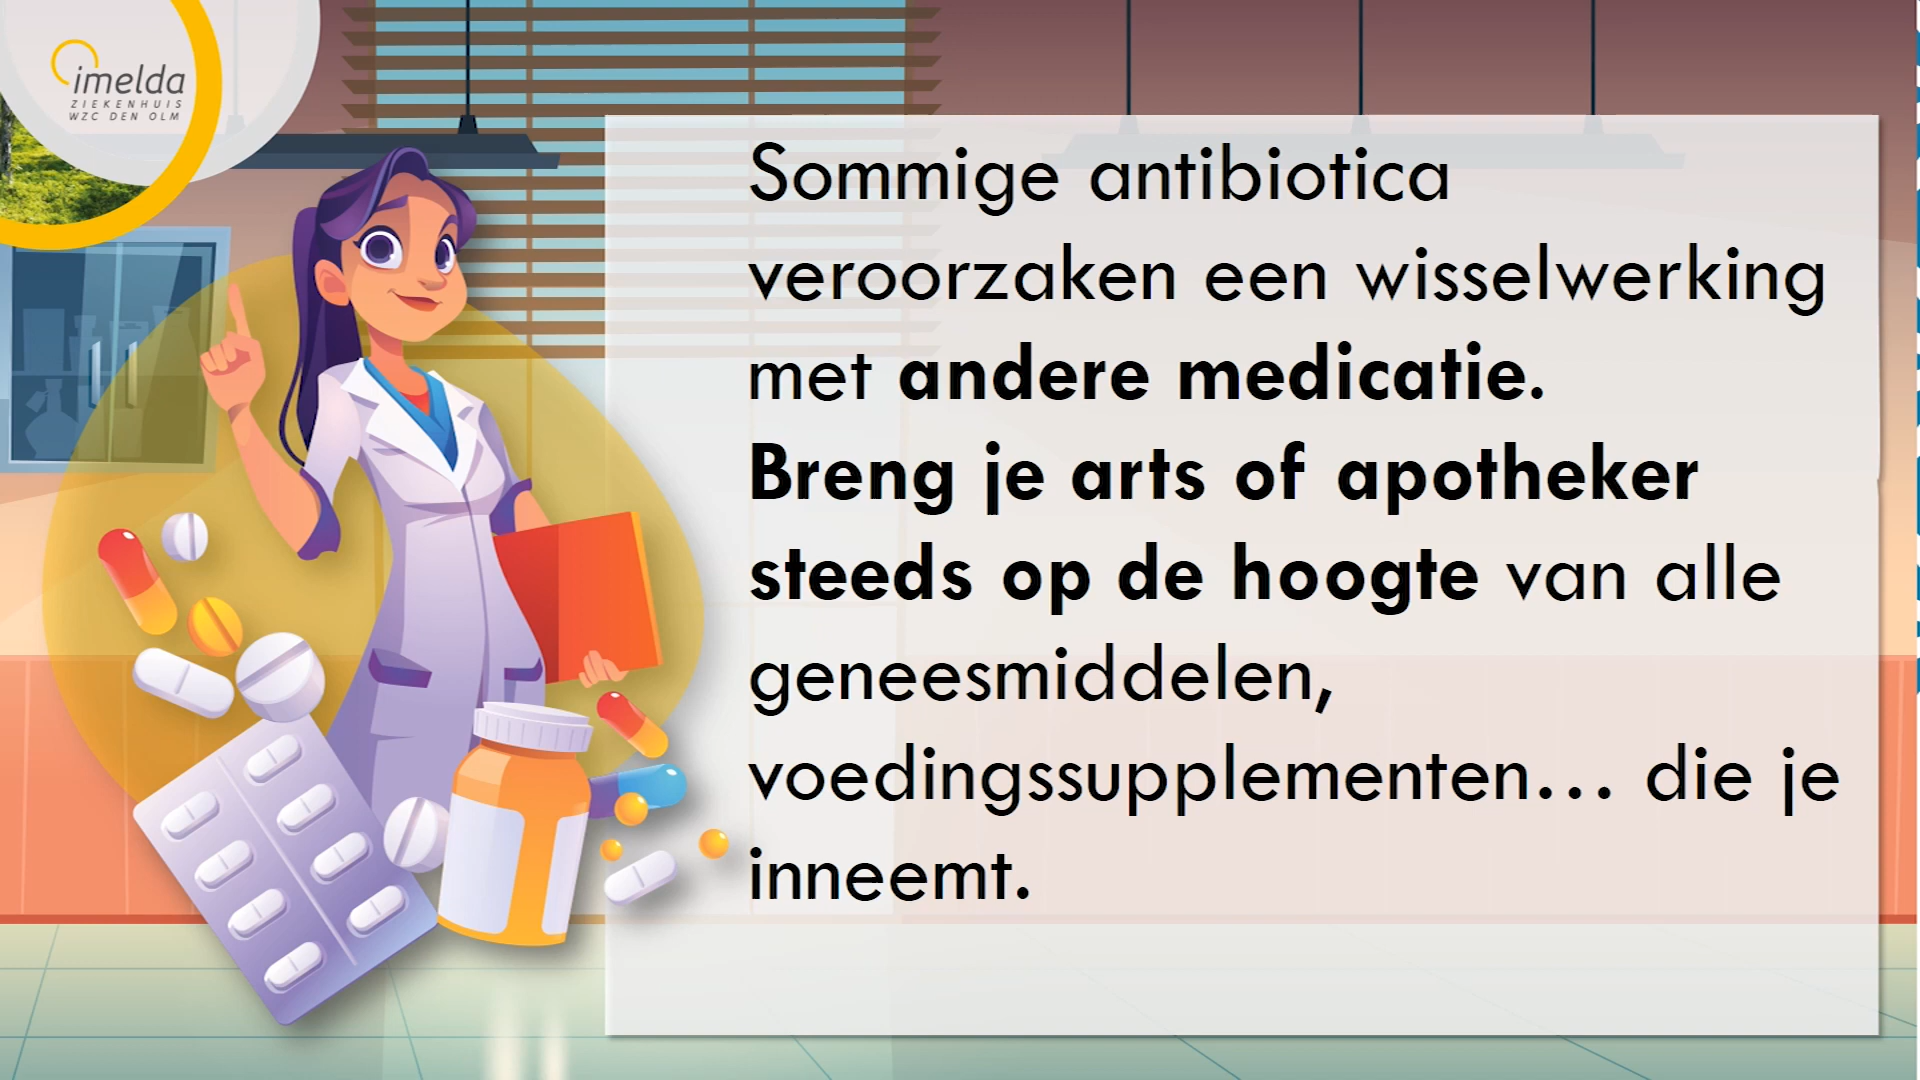 imelda
ZIEKENHUIS
WZC DEN OLM
Sommige antibiotica
veroorzaken een wisselwerking
met andere medicatie.
Breng je arts of apotheker
steeds op de hoogte van alle
geneesmiddelen,
voedingssupplementen... die je
inneemt.